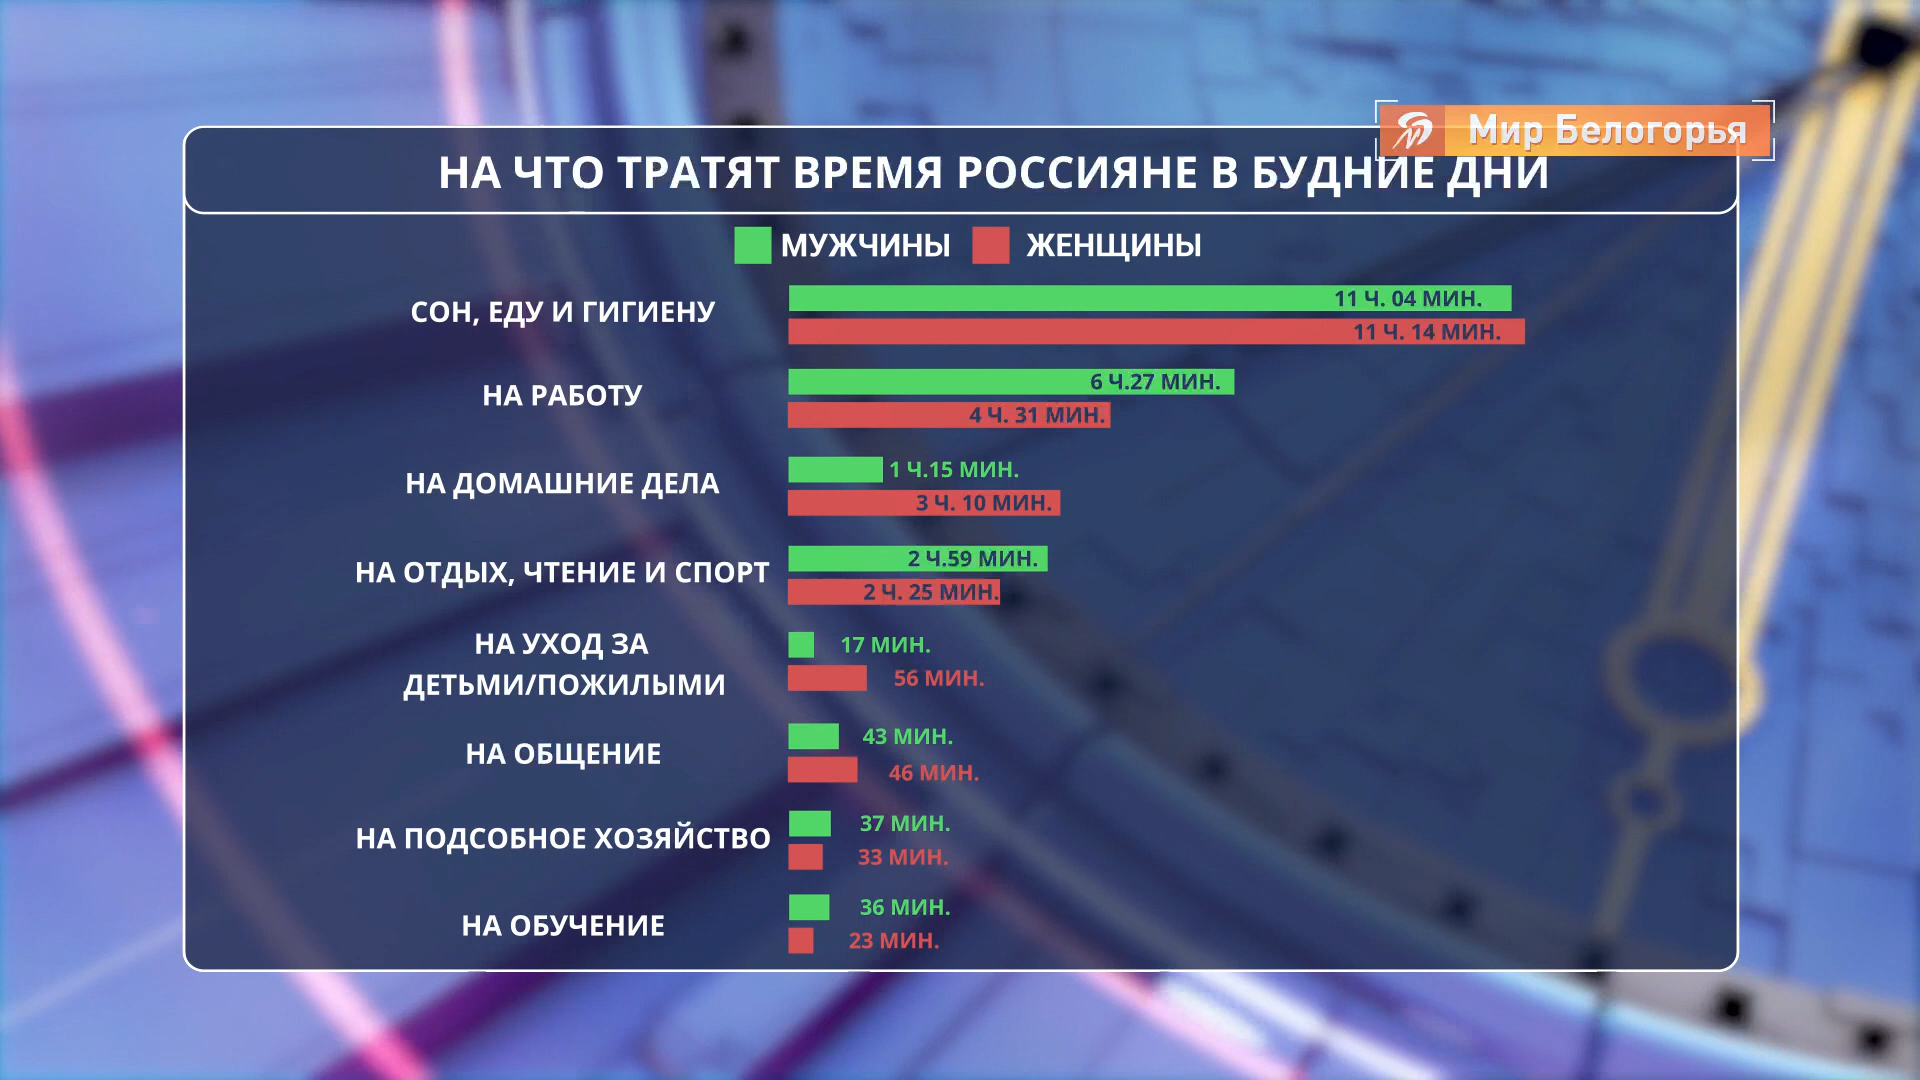 Мир Белогорья
НА ЧТО ТРАТЯТ ВРЕМЯ РОССИЯНЕ В БУДНИЕ ДНИ
МУЖЧИНЫ ЖЕНЩИНЫ
СОН, ЕДУ И ГИГИЕНУ
11 Ч. 04 МИН.
11 Ч. 14 МИН.
НА РАБОТУ
6 Ч.27 МИН.
4 Ч. 31 МИН.
НА ДОМАШНИЕ ДЕЛА
1 Ч.15 МИН.
3 Ч. 10 МИН.
НА ОТДЫХ, ЧТЕНИЕ И СПОРТ
2 Ч.59 МИН.
2 Ч. 25 МИН.
НА УХОД ЗА
ДЕТЬМИ/ПОЖИЛЫМИ
17 МИН.
56 МИН.
НА ОБЩЕНИЕ
43 МИН.
46 МИН.
НА ПОДСОБНОЕ ХОЗЯЙСТВО
37 МИН.
33 МИН.
НА ОБУЧЕНИЕ
36 МИН.
23 МИН.